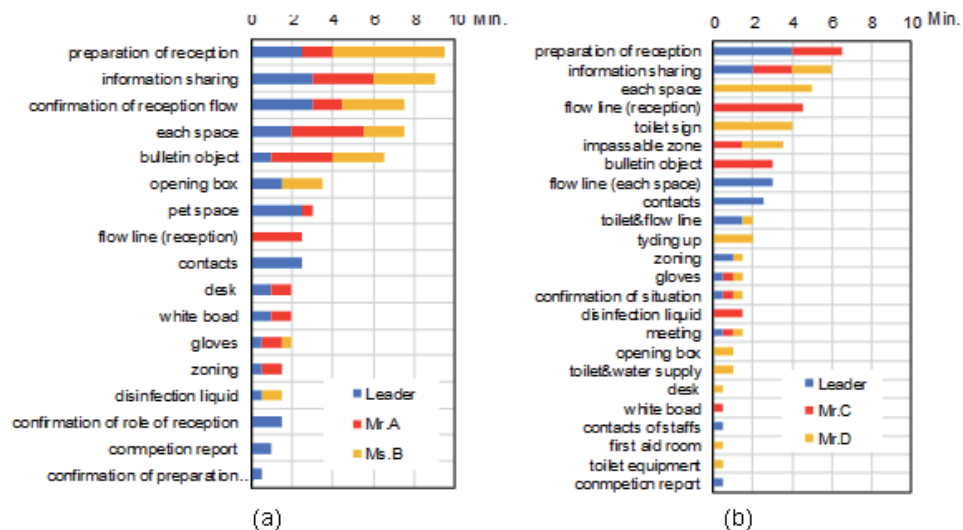 0 2 4 6 8 10 Min.
preparation of reception
information sharing
confirmation of reception flow
each space
bulletin object
opening box
pet space
flow line (reception)
contacts
desk
white boad
gloves
zoning
disinfection liquid
confirmation of role of reception
conmpetion report
confirmation of preparation..
Leader
Mr.A
Ms.B
(a)
0 2 4 6 8 10 Min.
preparation of reception
information sharing
each space
flow line (reception)
toilet sign
impassable zone
bulletin object
flow line (each space)
contacts
toilet&flow line
tyding up
zoning
gloves
confirmation of situation
disinfection liquid
meeting
opening box
toilet&water supply
desk
white boad
contacts of staffs
first aid room
toilet equipment
conmpetion report
Leader
Mr.C
Mr.D
(b)